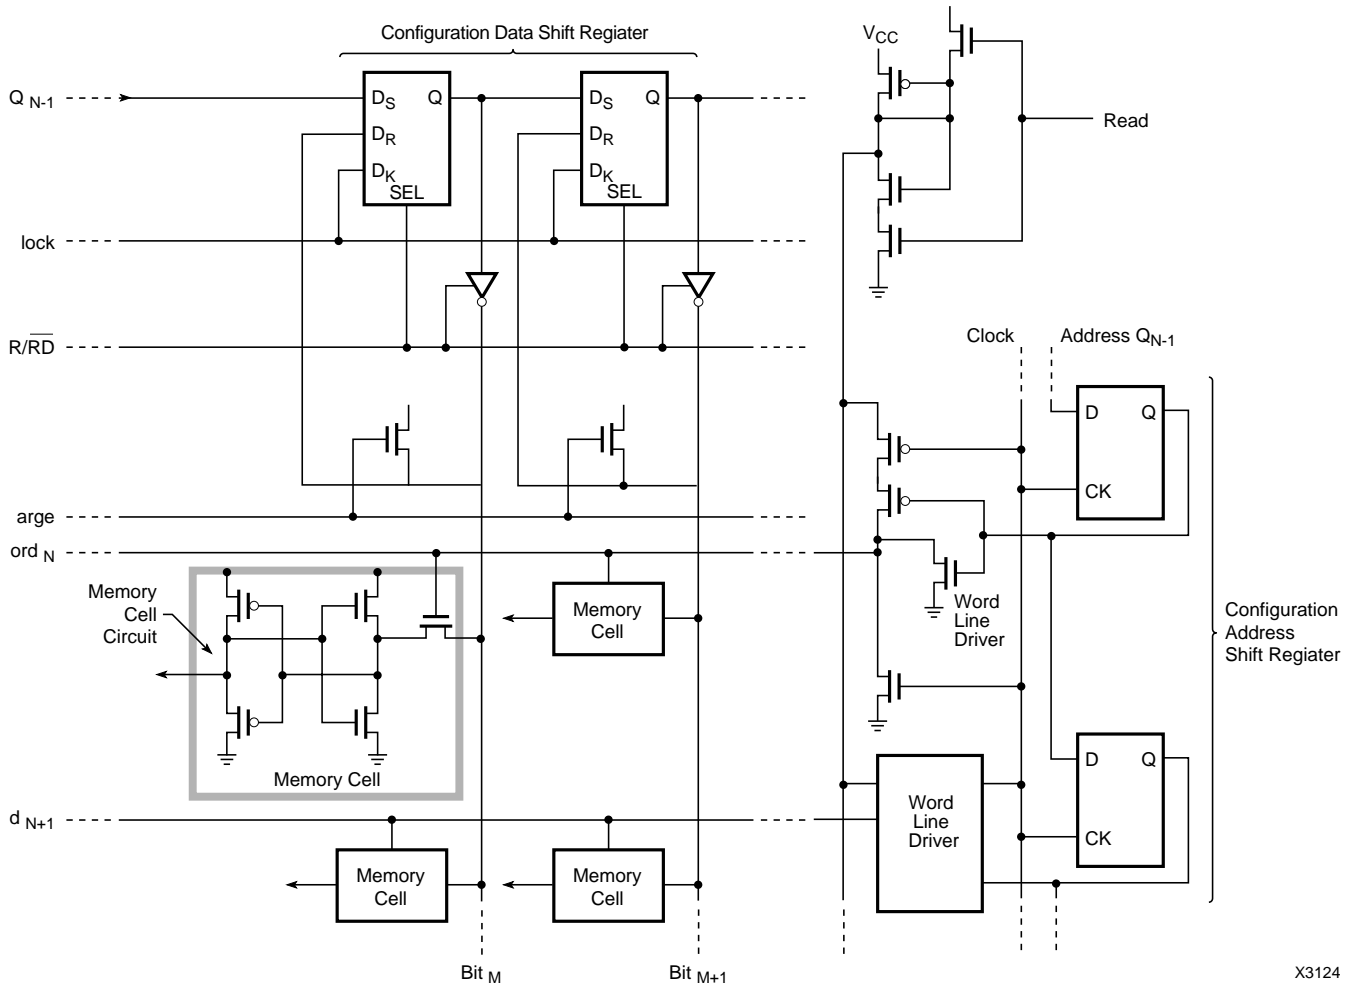 Configuration Data Shift Regiater
VCC
Q N-1
DS Q
DR
DK
SEL
DS Q
DR
DK
SEL
Read
lock
R/R̅D̅
Clock
Address QN-1
D Q
CK
arge
ord N
Memory
Cell
Circuit
Memory Cell
Memory
Cell
Word
Line
Driver
Configuration
Address
Shift Regiater
D Q
CK
Word
Line
Driver
d N+1
Memory
Cell
Memory
Cell
Bit M
Bit M+1
X3124